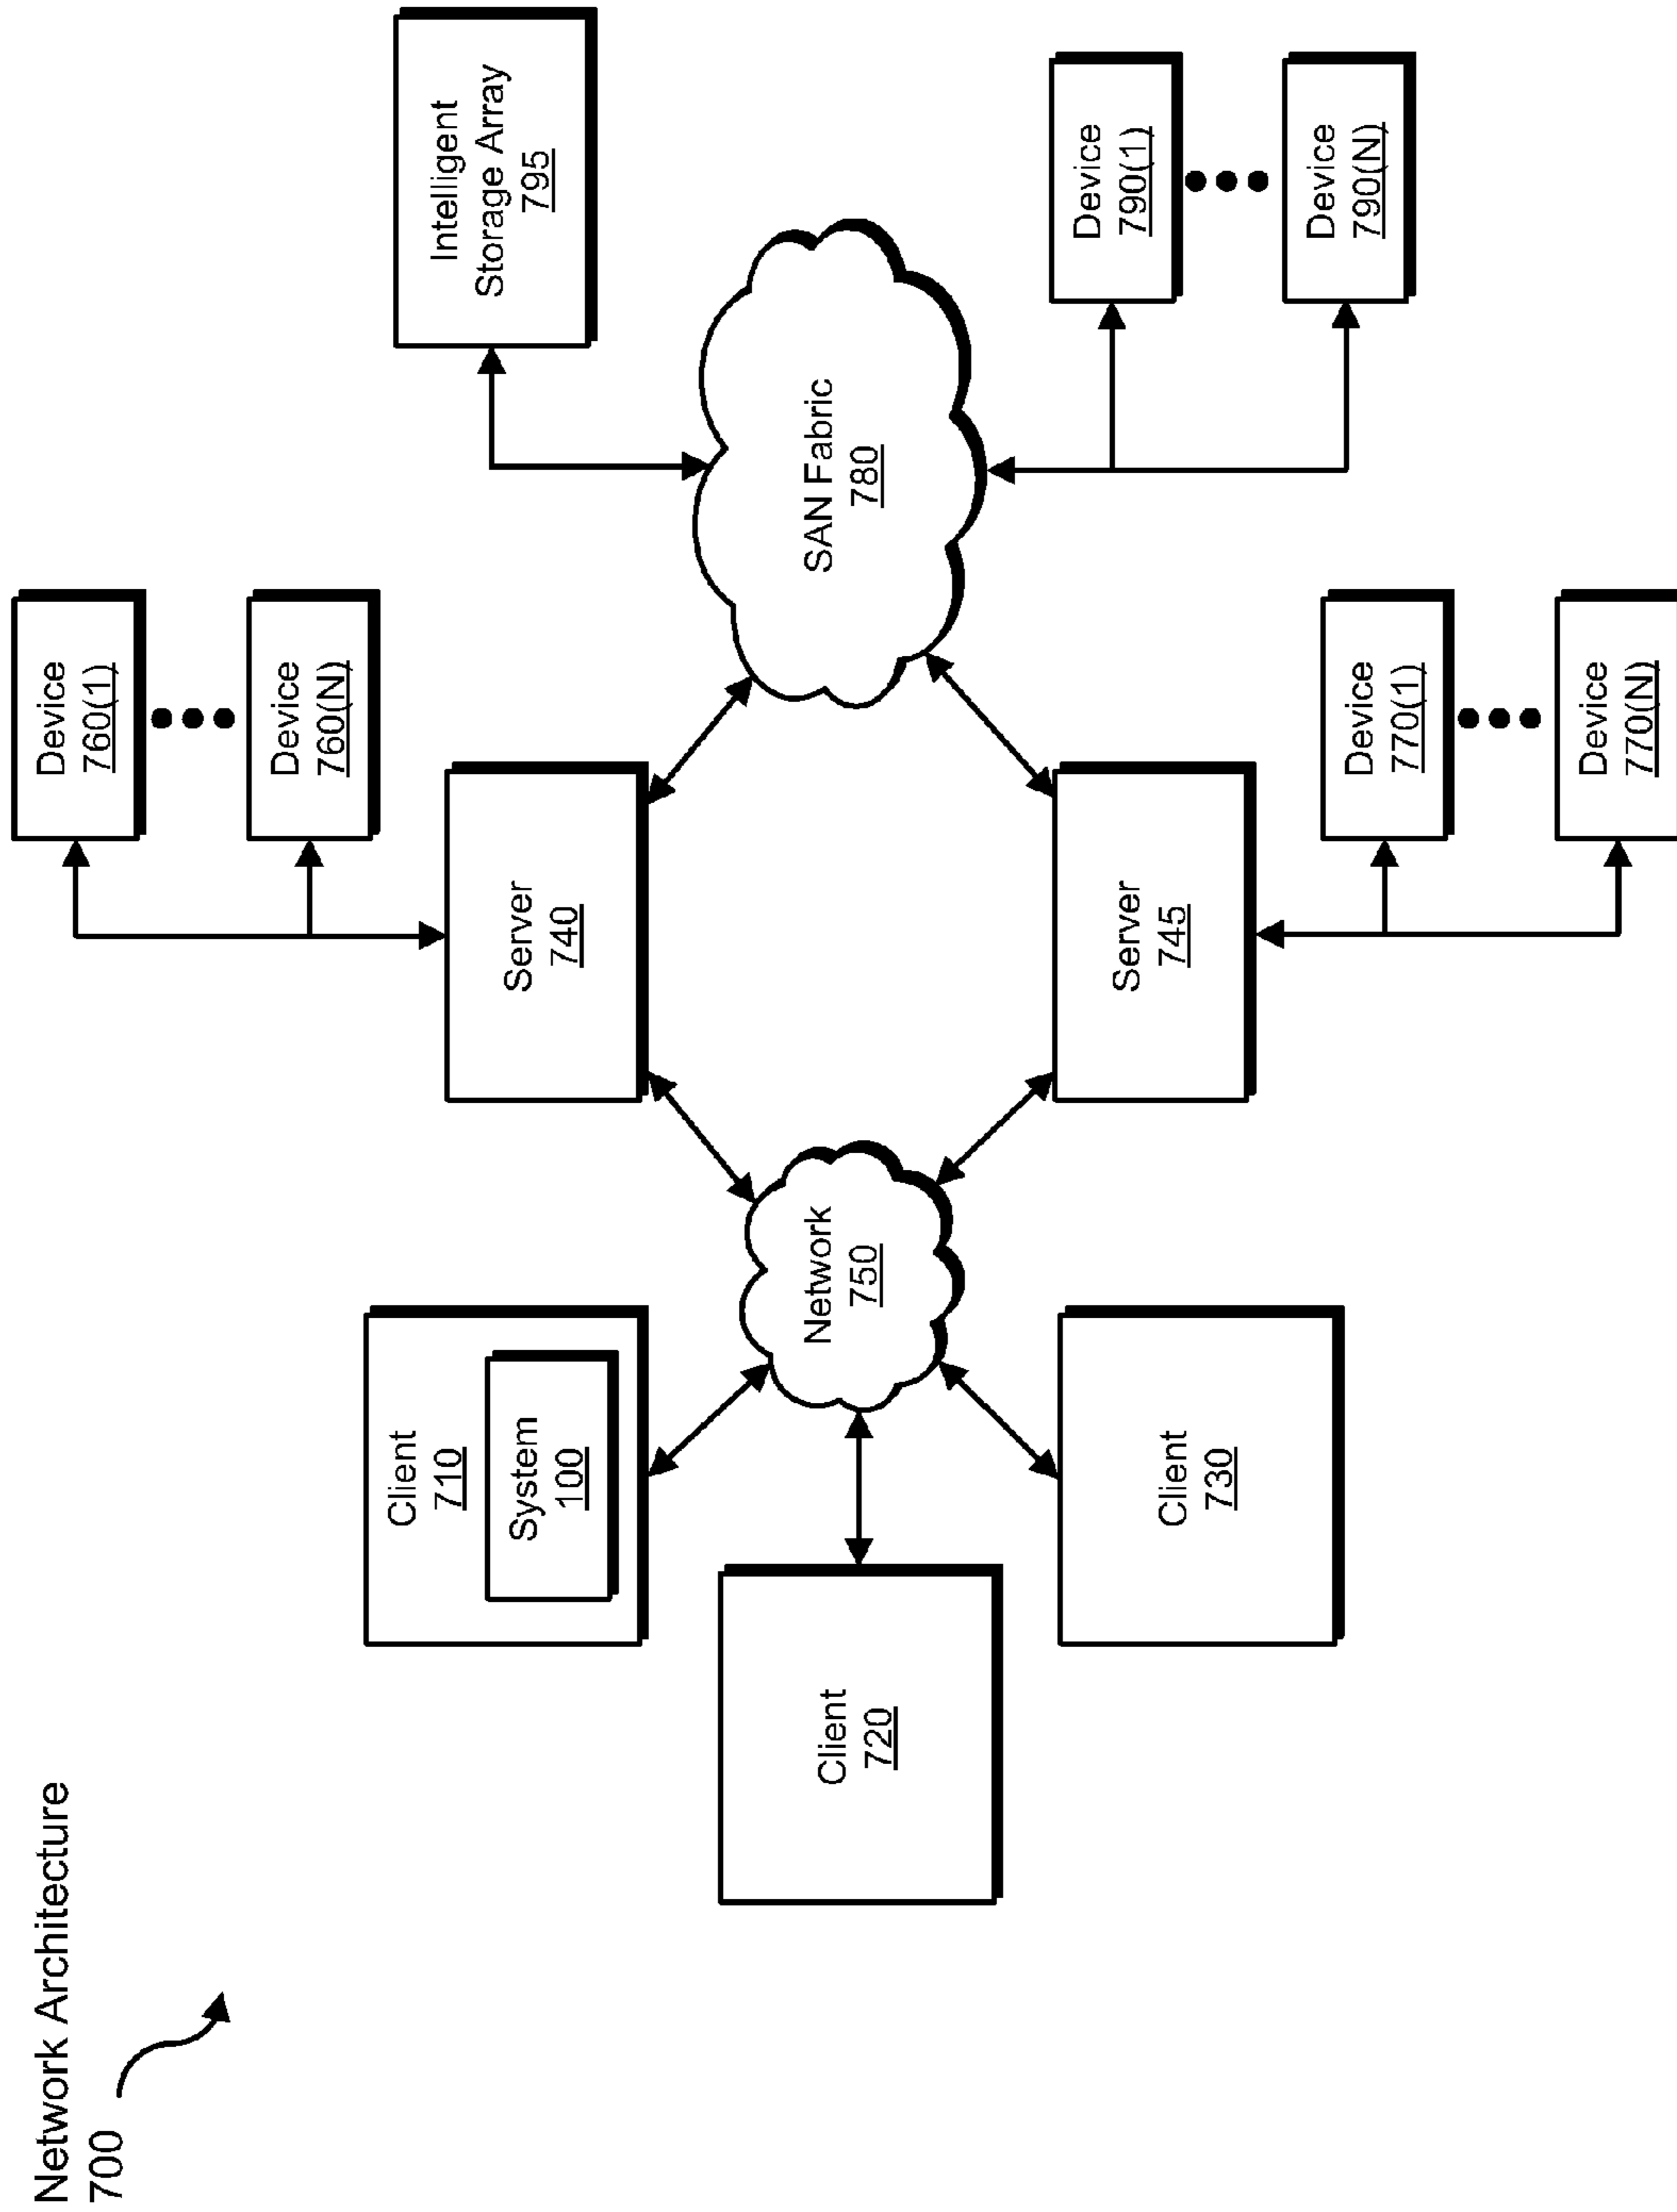 Network Architecture
700
Client
710
System
100
Client
720
Client
730
Network
750
Server
740
Server
745
Device
760(1)
Device
760(N)
Device
770(1)
Device
770(N)
SAN Fabric
780
Intelligent
Storage Array
795
Device
790(1)
Device
790(N)